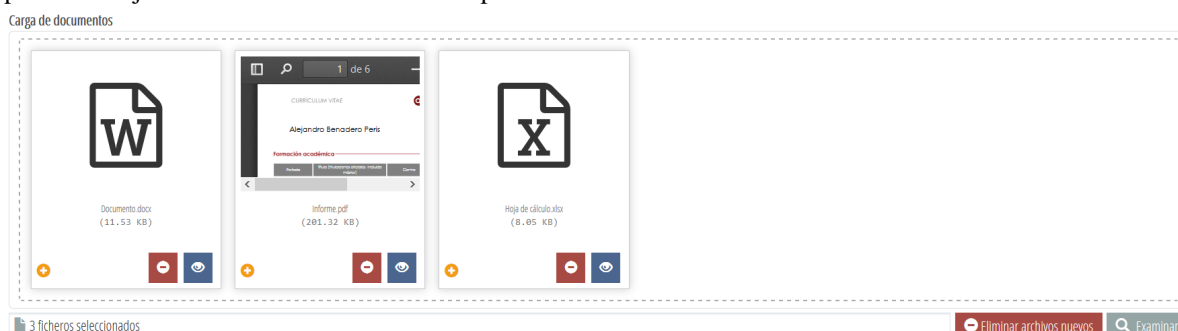 Carga de documentos
1 de 6
CURRICULUM VITAE
Alejandro Benadero Peris
Formación académica
W
X
Documento.docx
(11.53 KB)
Informe.pdf
(201.32 KB)
Hoja de cálculo.xlsx
(8.05 KB)
3 ficheros seleccionados
Eliminar archivos nuevos
Examinar